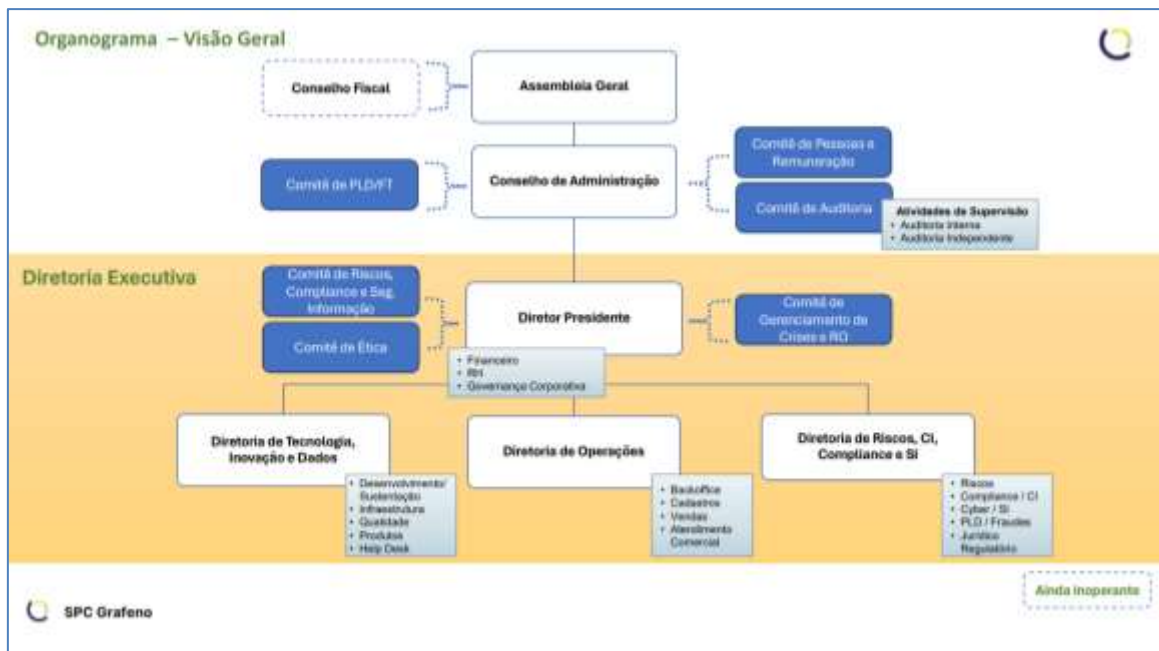 Organograma – Visão Geral
Conselho Fiscal
Assembleia Geral
Comitê de PLD/FT
Conselho de Administração
Comitê de Pessoas e
Remuneração
Comitê de Auditoria
Atividades de Supervisão
• Auditoria Interna
• Auditoria Independente
Diretoria Executiva
Comitê de Riscos,
Compliance e Seg.
Informação
Comitê de Ética
Diretor Presidente
Comitê de
Gerenciamento de
Crises e RO
• Financeiro
• RH
• Governança Corporativa
Diretoria de Tecnologia,
Inovação e Dados
• Desenvolvimento/
Sustentação
• Infraestrutura
• Qualidade
• Produtos
• Help Desk
Diretoria de Operações
• Backoffice
• Cadastros
• Vendas
• Atendimento
Comercial
Diretoria de Riscos, CI,
Compliance e SI
• Riscos
• Compliance / CI
• Cyber / SI
• PLD / Fraudes
• Jurídico
Regulatório
Ainda inoperante
SPC Grafeno